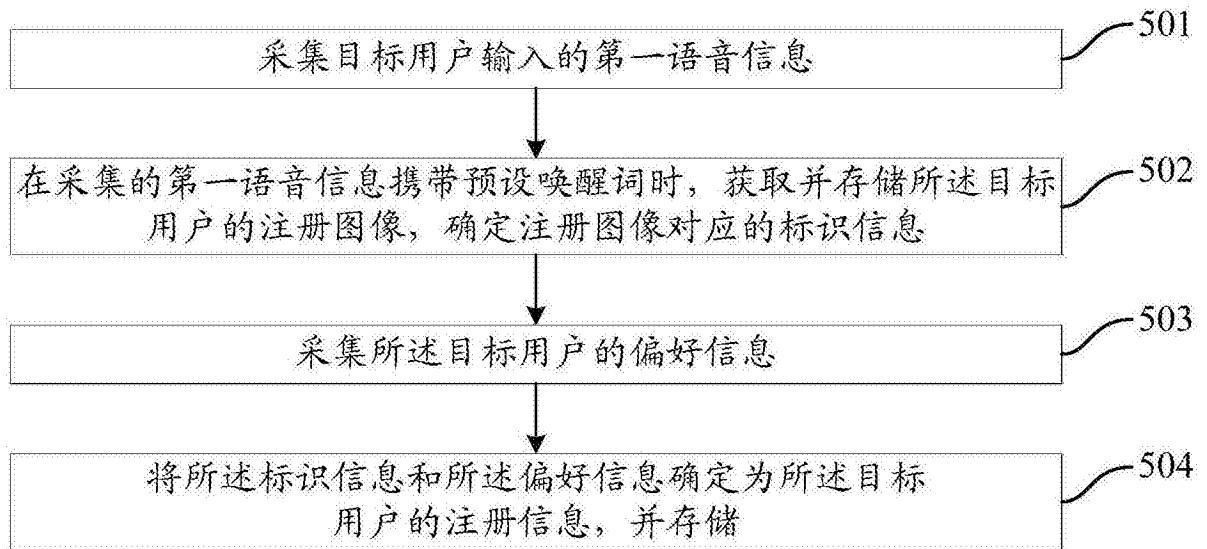 采集目标用户输入的第一语音信息
501
在采集的第一语音信息携带预设唤醒词时，获取并存储所述目标
用户的注册图像，确定注册图像对应的标识信息
502
采集所述目标用户的偏好信息
503
将所述标识信息和所述偏好信息确定为所述目标
用户的注册信息，并存储
504